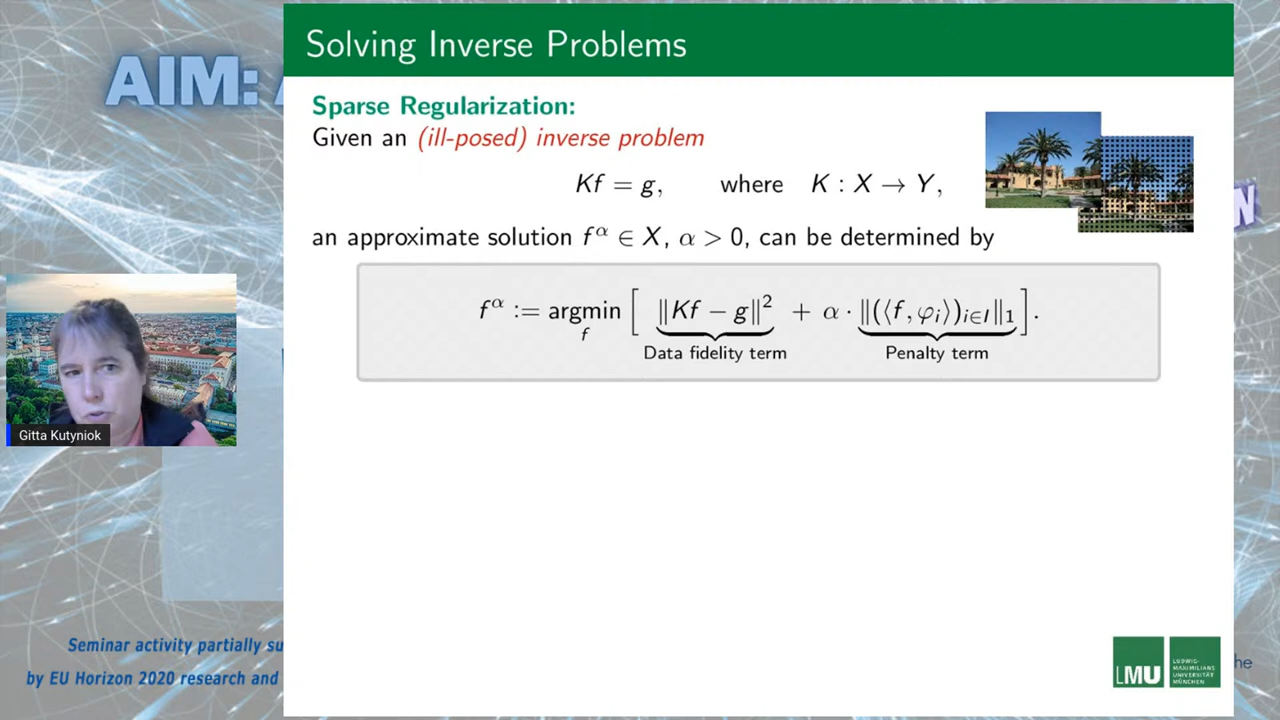 AIM:
Solving Inverse Problems
Sparse Regularization:
Given an (ill-posed) inverse problem
Kf = g, where K : X → Y,
an approximate solution f^α ∈ X, α > 0, can be determined by
f^α := argmin_f [ ‖Kf − g‖² + α · ‖(⟨f, φ_i⟩)_{i∈I}‖₁ ].
Data fidelity term Penalty term
Gitta Kutyniok
Seminar activity partially su
by EU Horizon 2020 research and
LMU
LUDWIG-
MAXIMILIANS
UNIVERSITÄT
MÜNCHEN
he
N